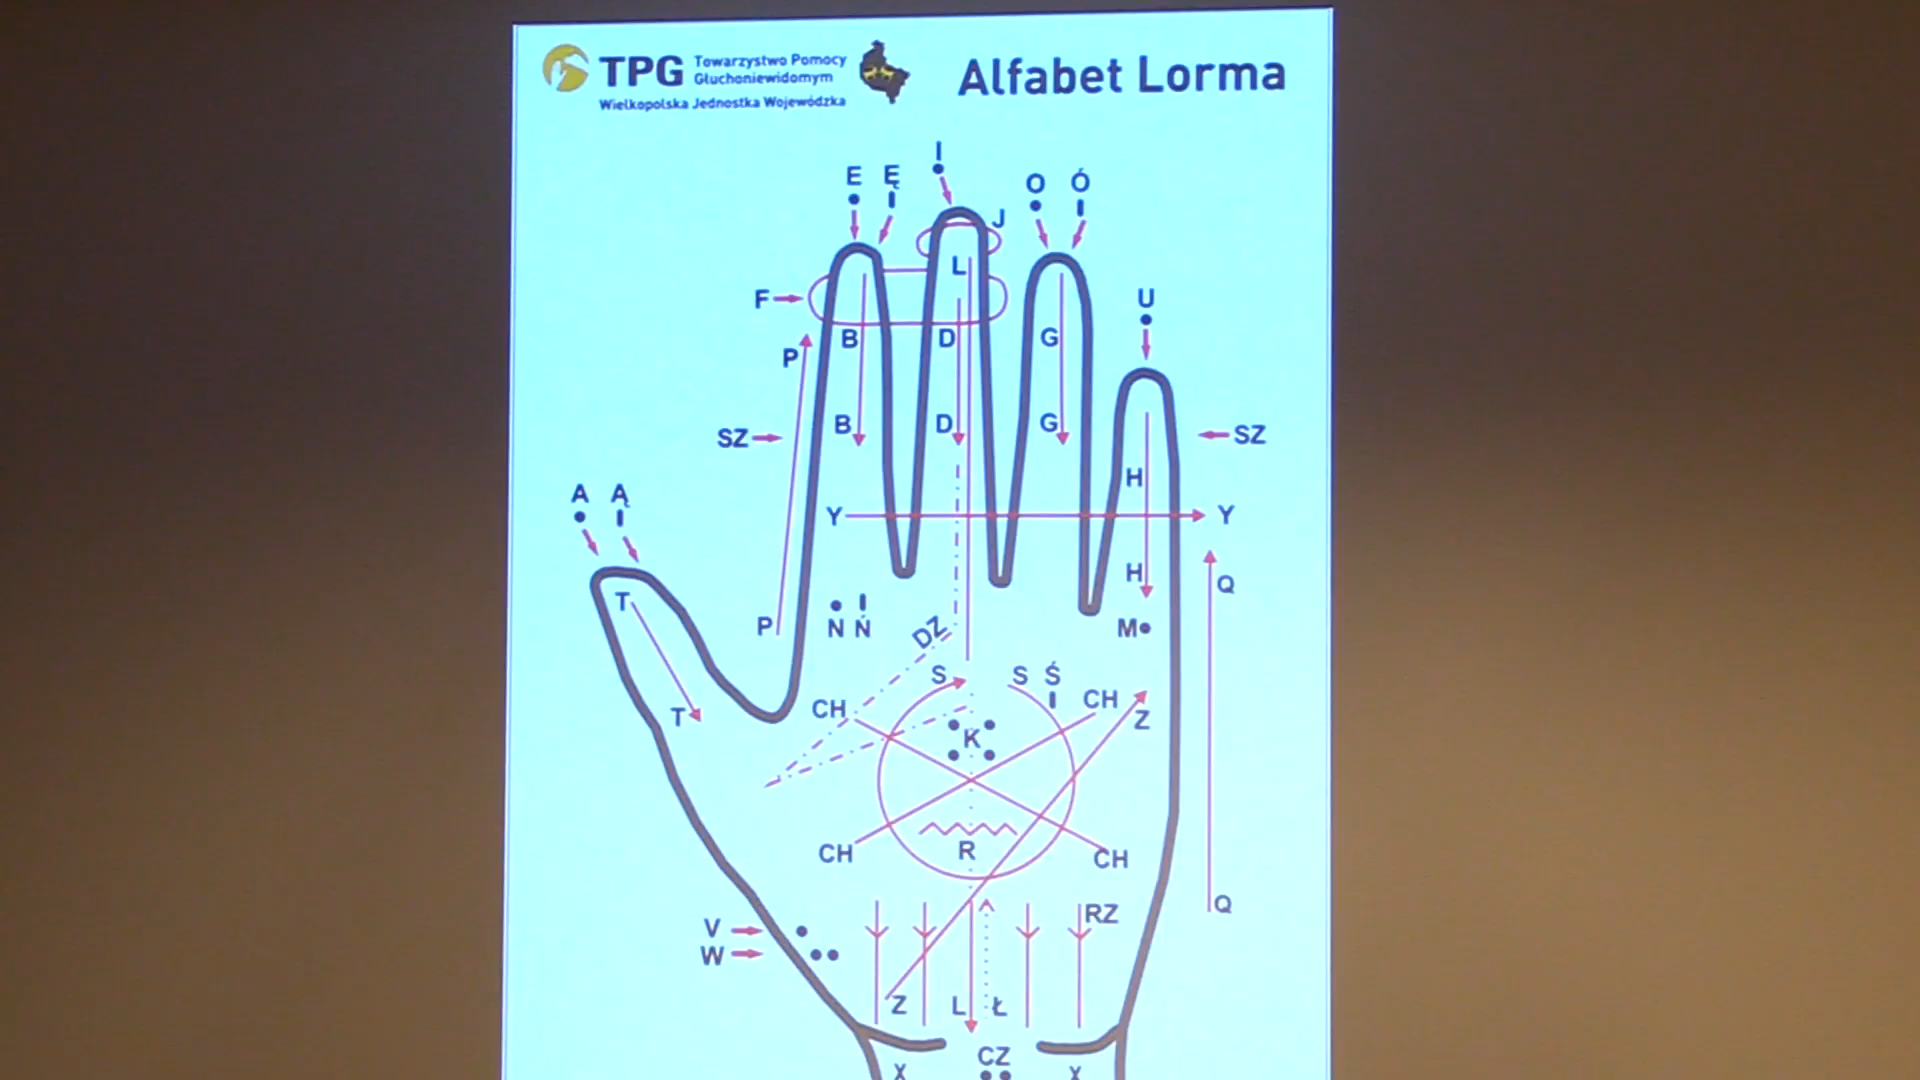 TPG Towarzystwo Pomocy
Głuchoniewidomym
Wielkopolska Jednostka Wojewódzka
Alfabet Lorma
I
E Ę
O Ó
J
L
F
U
B D G
P
B D G
SZ SZ
H
A Ą
Y Y
H
Q
T
P N Ń DZ M
S S Ś
CH CH
T Z
K
CH R CH
Q
RZ
V
W
Z L Ł
CZ
X X